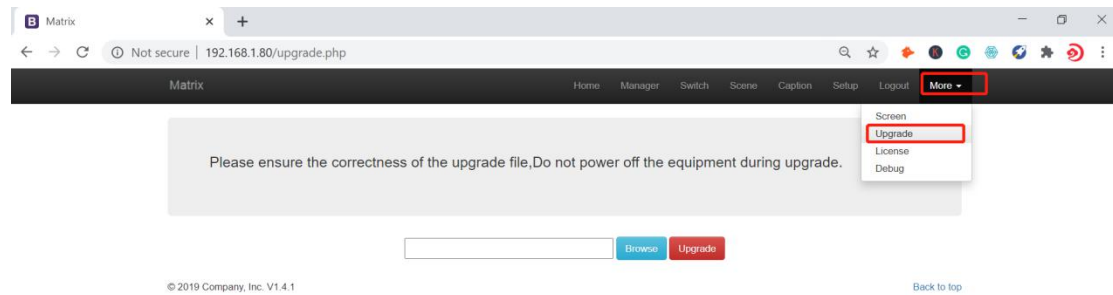 Matrix
Not secure | 192.168.1.80/upgrade.php
Matrix Home Manager Switch Scene Caption Setup Logout More
Screen
Upgrade
License
Debug
Please ensure the correctness of the upgrade file,Do not power off the equipment during upgrade.
Browse Upgrade
© 2019 Company, Inc. V1.4.1 Back to top